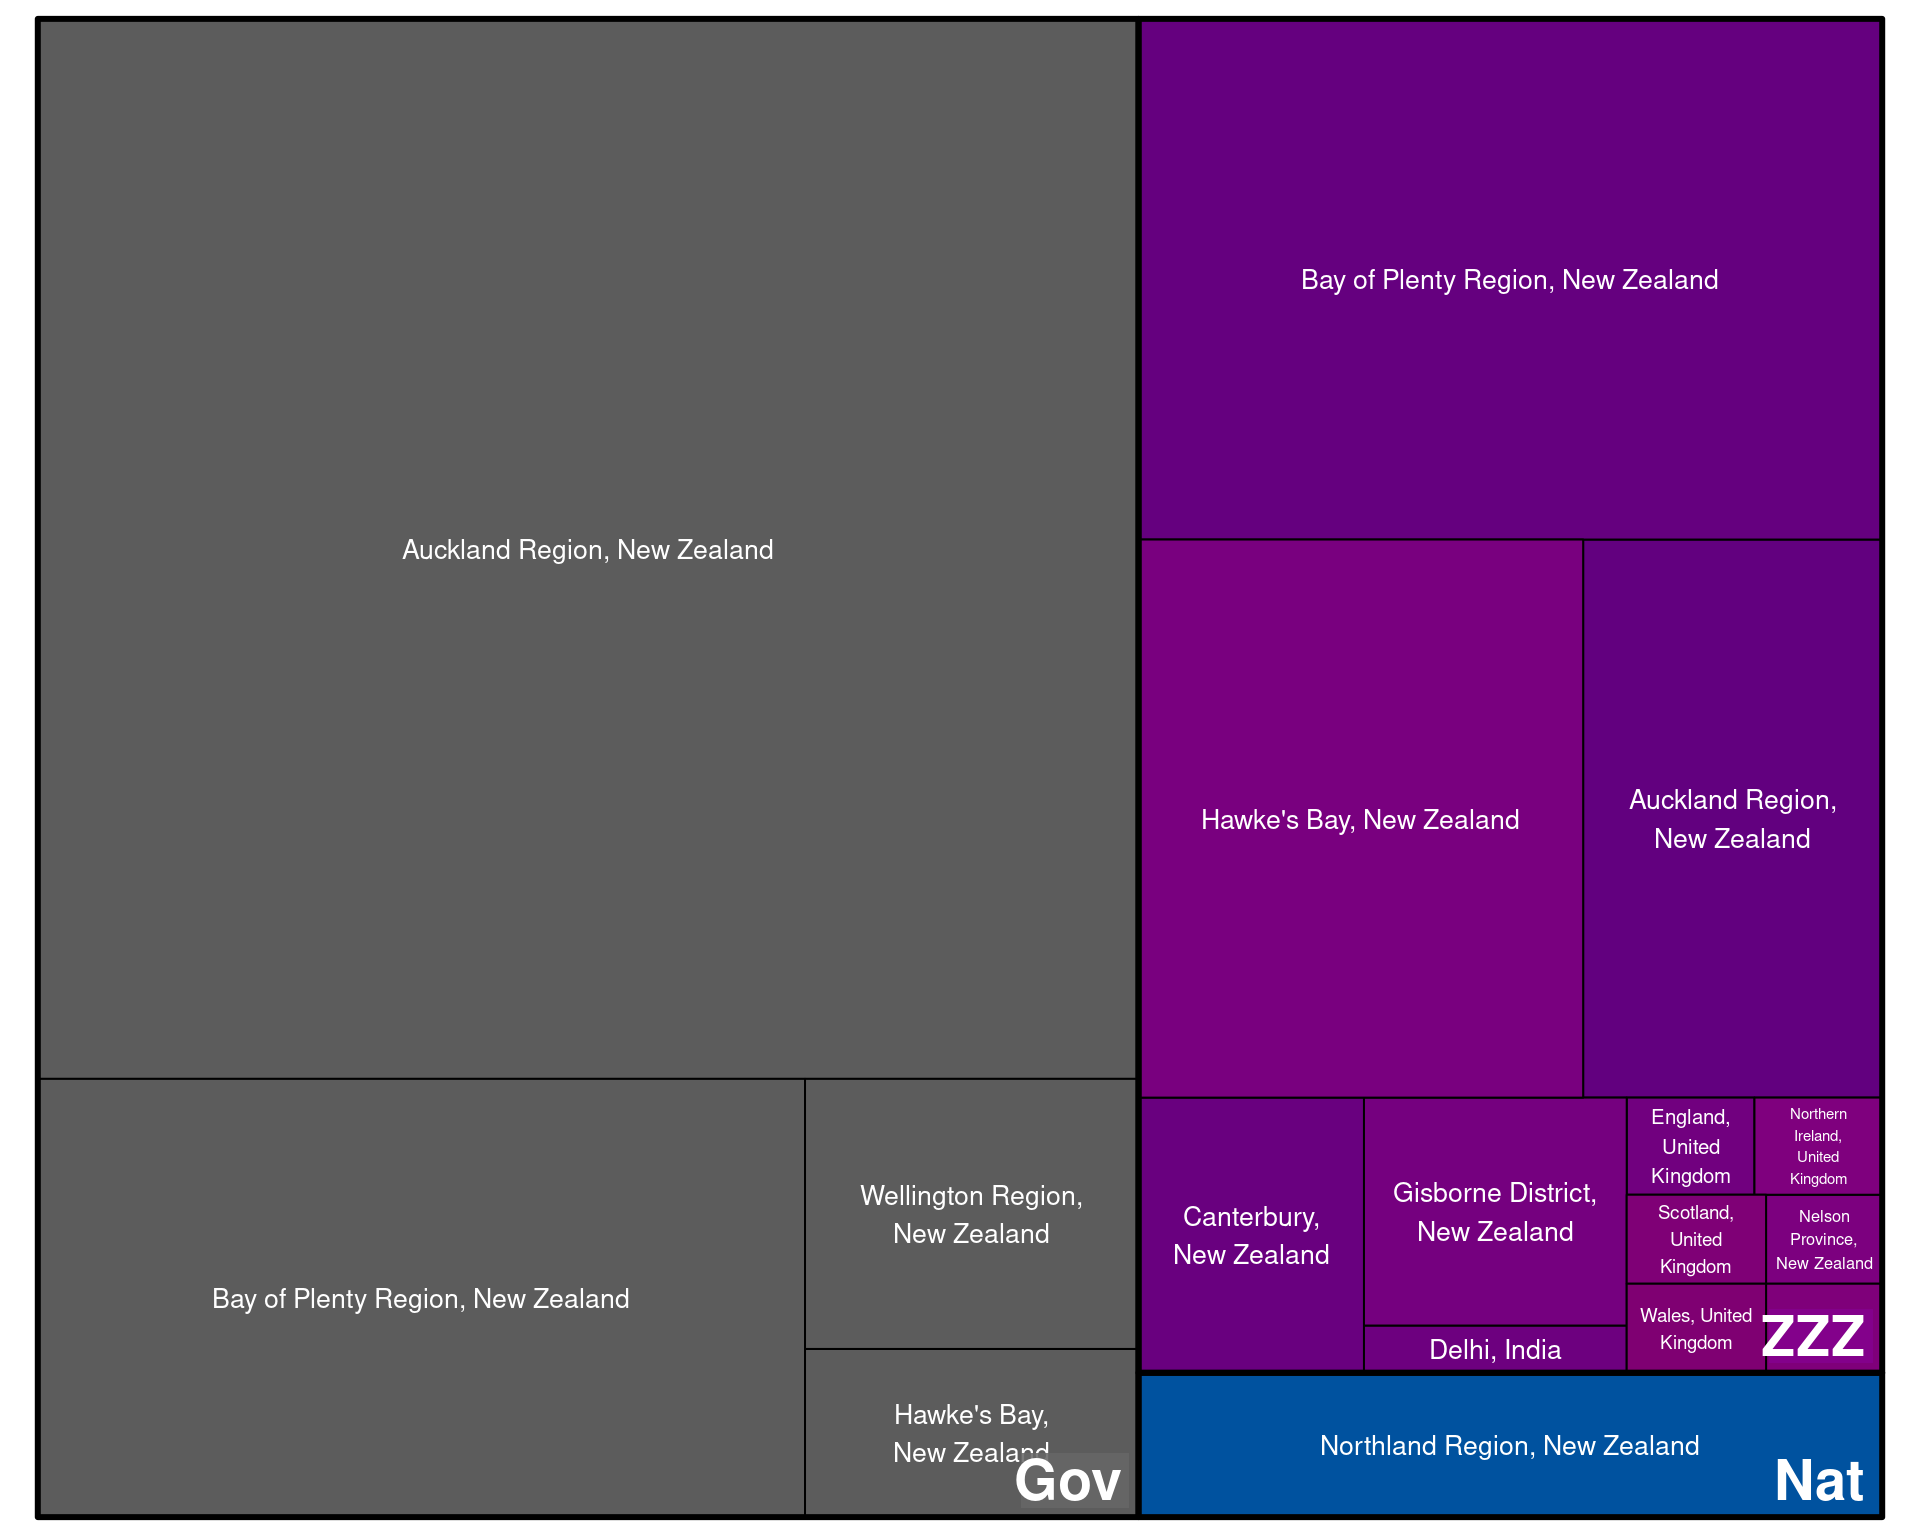 Auckland Region, New Zealand
Bay of Plenty Region, New Zealand
Wellington Region,
New Zealand
Hawke's Bay,
New Zealand
Gov
Bay of Plenty Region, New Zealand
Hawke's Bay, New Zealand
Auckland Region,
New Zealand
Canterbury,
New Zealand
Gisborne District,
New Zealand
Delhi, India
England,
United
Kingdom
Northern
Ireland,
United
Kingdom
Scotland,
United
Kingdom
Nelson
Province,
New Zealand
Wales, United
Kingdom
ZZZ
Northland Region, New Zealand
Nat